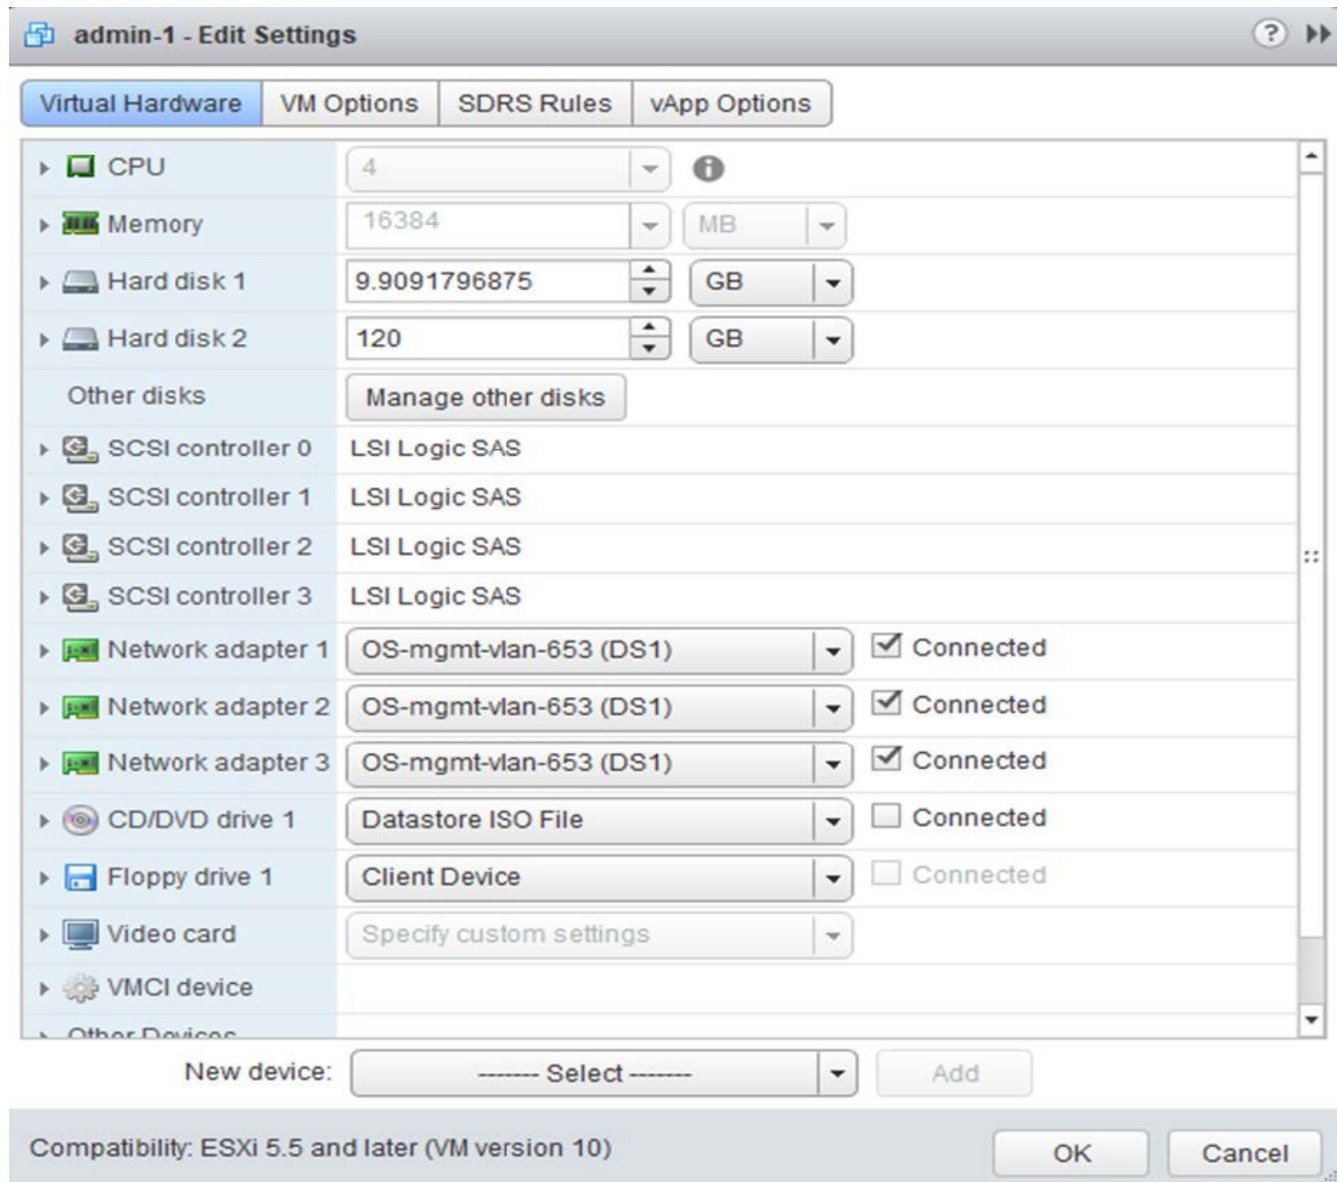 admin-1 - Edit Settings ?
Virtual Hardware VM Options SDRS Rules vApp Options
CPU 4 i
Memory 16384 MB
Hard disk 1 9.9091796875 GB
Hard disk 2 120 GB
Other disks Manage other disks
SCSI controller 0 LSI Logic SAS
SCSI controller 1 LSI Logic SAS
SCSI controller 2 LSI Logic SAS
SCSI controller 3 LSI Logic SAS
Network adapter 1 OS-mgmt-vlan-653 (DS1) Connected
Network adapter 2 OS-mgmt-vlan-653 (DS1) Connected
Network adapter 3 OS-mgmt-vlan-653 (DS1) Connected
CD/DVD drive 1 Datastore ISO File Connected
Floppy drive 1 Client Device Connected
Video card Specify custom settings
VMCI device
Other Devices
New device: ------- Select ------- Add
Compatibility: ESXi 5.5 and later (VM version 10) OK Cancel